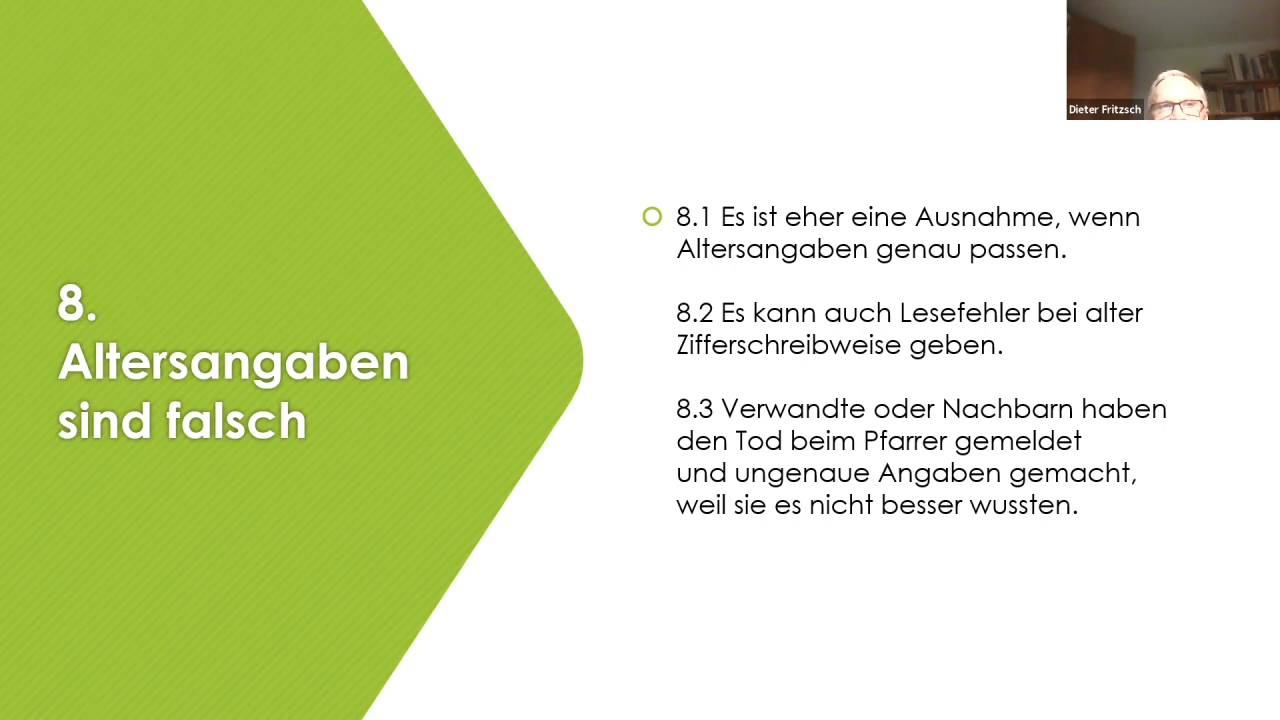 8.
Altersangaben
sind falsch
8.1 Es ist eher eine Ausnahme, wenn
Altersangaben genau passen.
8.2 Es kann auch Lesefehler bei alter
Zifferschreibweise geben.
8.3 Verwandte oder Nachbarn haben
den Tod beim Pfarrer gemeldet
und ungenaue Angaben gemacht,
weil sie es nicht besser wussten.
Dieter Fritzsch